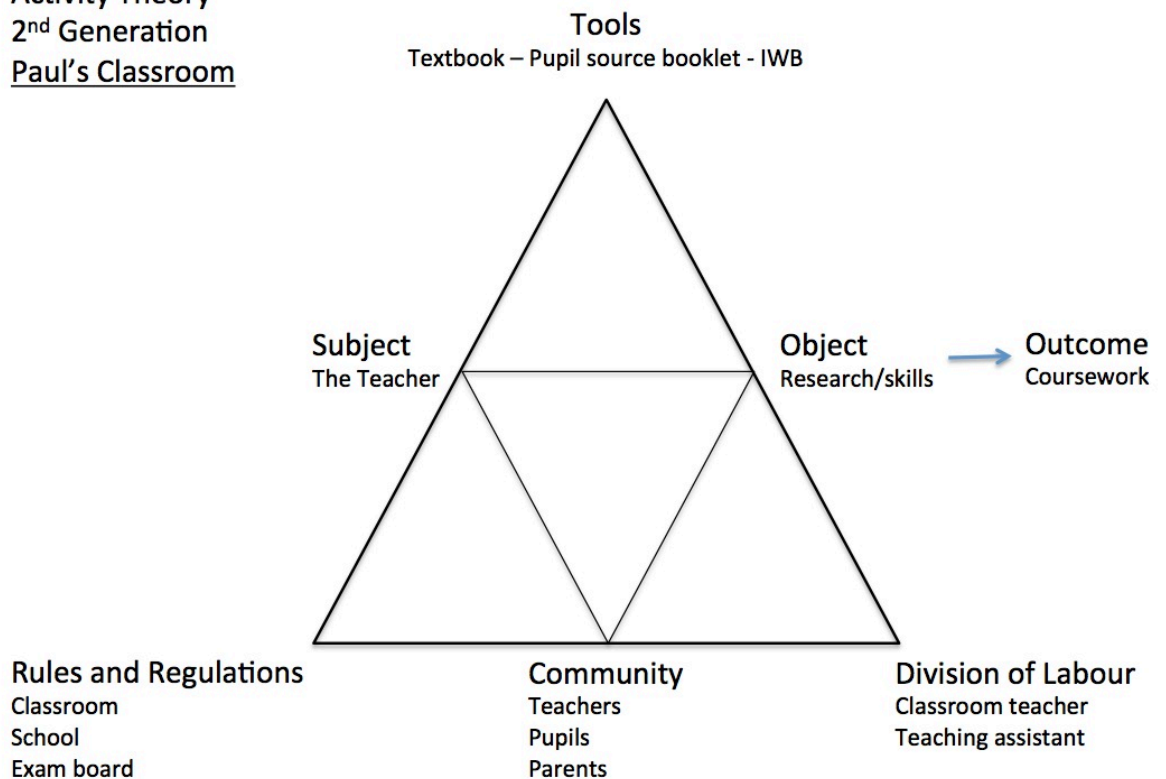 Activity Theory
2nd Generation
Paul's Classroom
Tools
Textbook – Pupil source booklet - IWB
Subject
The Teacher
Object
Research/skills
Outcome
Coursework
Rules and Regulations
Classroom
School
Exam board
Community
Teachers
Pupils
Parents
Division of Labour
Classroom teacher
Teaching assistant